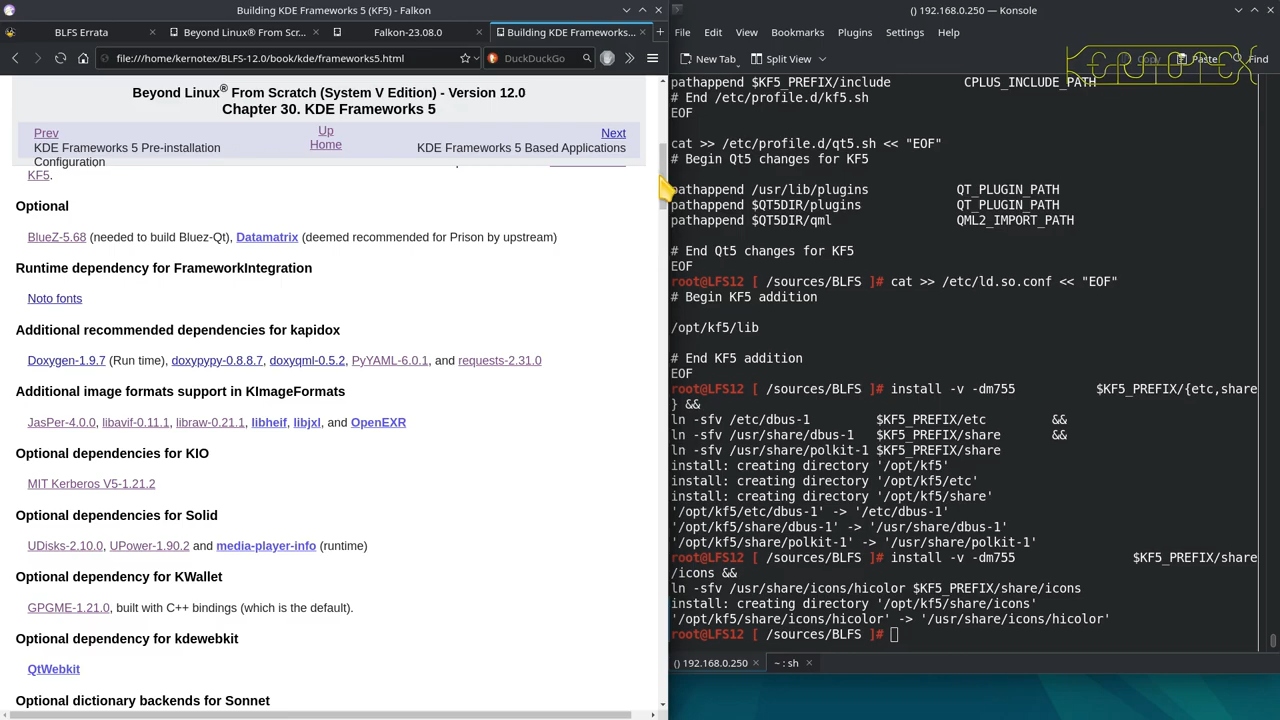 Building KDE Frameworks 5 (KF5) - Falkon
BLFS Errata
Beyond Linux® From Scratch (System V E...
Falkon-23.08.0
Building KDE Frameworks...
file:///home/kernotex/BLFS-12.0/book/kde/frameworks5.html
DuckDuckGo
Beyond Linux® From Scratch (System V Edition) - Version 12.0
Chapter 30. KDE Frameworks 5
Prev
Up
Next
KDE Frameworks 5 Pre-installation Configuration
Home
KDE Frameworks 5 Based Applications
KF5.
Optional
BlueZ-5.68 (needed to build Bluez-Qt), Datamatrix (deemed recommended for Prison by upstream)
Runtime dependency for FrameworkIntegration
Noto fonts
Additional recommended dependencies for kapidox
Doxygen-1.9.7 (Run time), doxypypy-0.8.8.7, doxyqml-0.5.2, PyYAML-6.0.1, and requests-2.31.0
Additional image formats support in KImageFormats
JasPer-4.0.0, libavif-0.11.1, libraw-0.21.1, libheif, libjxl, and OpenEXR
Optional dependencies for KIO
MIT Kerberos V5-1.21.2
Optional dependencies for Solid
UDisks-2.10.0, UPower-1.90.2 and media-player-info (runtime)
Optional dependency for KWallet
GPGME-1.21.0, built with C++ bindings (which is the default).
Optional dependency for kdewebkit
QtWebkit
Optional dictionary backends for Sonnet
() 192.168.0.250 — Konsole
File Edit View Bookmarks Plugins Settings Help
New Tab Split View Copy Paste Find
Kernotex
pathappend $KF5_PREFIX/include CPLUS_INCLUDE_PATH
# End /etc/profile.d/kf5.sh
EOF
cat >> /etc/profile.d/qt5.sh << "EOF"
# Begin Qt5 changes for KF5
pathappend /usr/lib/plugins QT_PLUGIN_PATH
pathappend $QT5DIR/plugins QT_PLUGIN_PATH
pathappend $QT5DIR/qml QML2_IMPORT_PATH
# End Qt5 changes for KF5
EOF
root@LFS12 [ /sources/BLFS ]# cat >> /etc/ld.so.conf << "EOF"
# Begin KF5 addition
/opt/kf5/lib
# End KF5 addition
EOF
root@LFS12 [ /sources/BLFS ]# install -v -dm755 $KF5_PREFIX/{etc,share
} &&
ln -sfv /etc/dbus-1 $KF5_PREFIX/etc &&
ln -sfv /usr/share/dbus-1 $KF5_PREFIX/share &&
ln -sfv /usr/share/polkit-1 $KF5_PREFIX/share
install: creating directory '/opt/kf5'
install: creating directory '/opt/kf5/etc'
install: creating directory '/opt/kf5/share'
'/opt/kf5/etc/dbus-1' -> '/etc/dbus-1'
'/opt/kf5/share/dbus-1' -> '/usr/share/dbus-1'
'/opt/kf5/share/polkit-1' -> '/usr/share/polkit-1'
root@LFS12 [ /sources/BLFS ]# install -v -dm755 $KF5_PREFIX/share
/icons &&
ln -sfv /usr/share/icons/hicolor $KF5_PREFIX/share/icons
install: creating directory '/opt/kf5/share/icons'
'/opt/kf5/share/icons/hicolor' -> '/usr/share/icons/hicolor'
root@LFS12 [ /sources/BLFS ]#
() 192.168.0.250
~ : sh